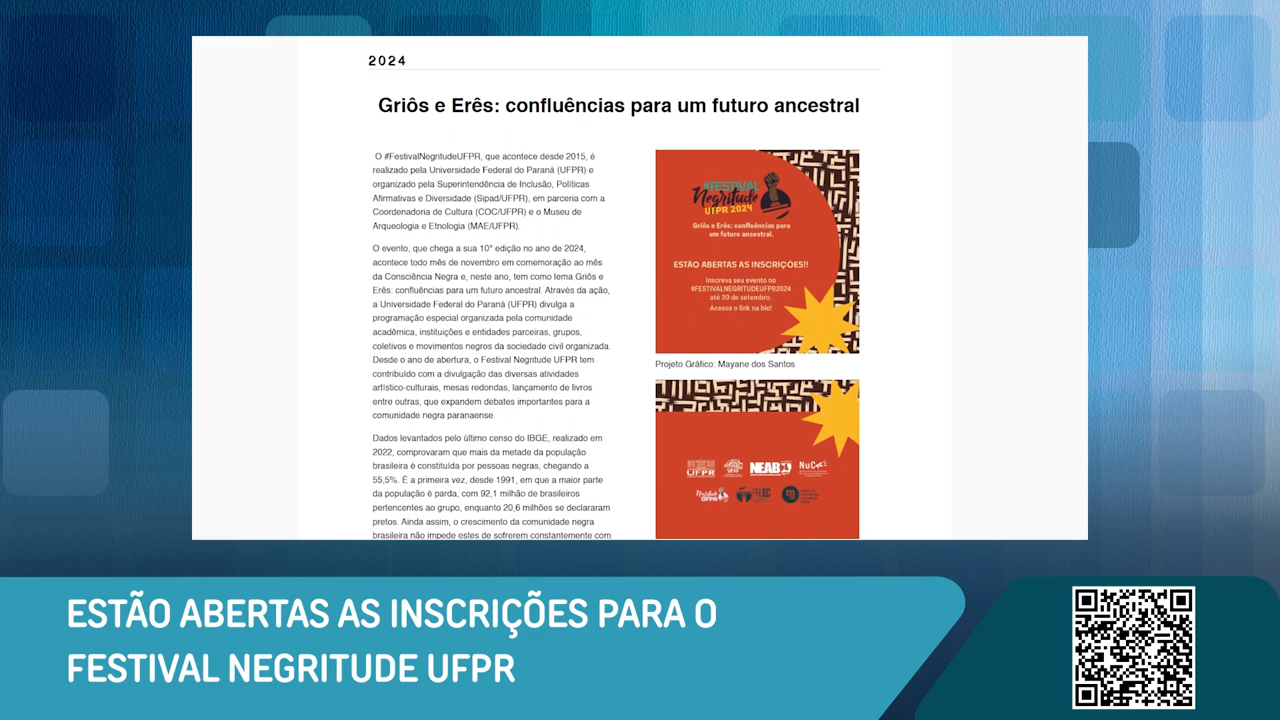 2024
Griôs e Erês: confluências para um futuro ancestral
O #FestivalNegritudeUFPR, que acontece desde 2015, é
realizado pela Universidade Federal do Paraná (UFPR) e
organizado pela Superintendência de Inclusão, Políticas
Afirmativas e Diversidade (Sipad/UFPR), em parceria com a
Coordenadoria de Cultura (COC/UFPR) e o Museu de
Arqueologia e Etnologia (MAE/UFPR).
O evento, que chega a sua 10° edição no ano de 2024,
acontece todo mês de novembro em comemoração ao mês
da Consciência Negra e, neste ano, tem como lema Griôs e
Erês: confluências para um futuro ancestral. Através da ação,
a Universidade Federal do Paraná (UFPR) divulga a
programação especial organizada pela comunidade
acadêmica, instituições e entidades parceiras, grupos,
coletivos e movimentos negros da sociedade civil organizada.
Desde o ano de abertura, o Festival Negritude UFPR tem
contribuído com a divulgação das diversas atividades
artístico-culturais, mesas redondas, lançamento de livros
entre outras, que expandem debates importantes para a
comunidade negra paranaense.
Dados levantados pelo último censo do IBGE, realizado em
2022, comprovaram que mais da metade da população
brasileira é constituída por pessoas negras, chegando a
55,5%. É a primeira vez, desde 1991, em que a maior parte
da população é parda, com 92,1 milhão de brasileiros
pertencentes ao grupo, enquanto 20,6 milhões se declararam
pretos. Ainda assim, o crescimento da comunidade negra
brasileira não impede estes de sofrerem constantemente com
#FESTIVAL
Negritude
UFPR 2024
Griôs e Erês: confluências para
um futuro ancestral.
ESTÃO ABERTAS AS INSCRIÇÕES!!
Inscreva seu evento no
#FESTIVALNEGRITUDEUFPR2024
até 30 de setembro.
Acesse o link na bio!
Projeto Gráfico: Mayane dos Santos
UFPR
NEAB
Negritude
UFPR
ESTÃO ABERTAS AS INSCRIÇÕES PARA O
FESTIVAL NEGRITUDE UFPR